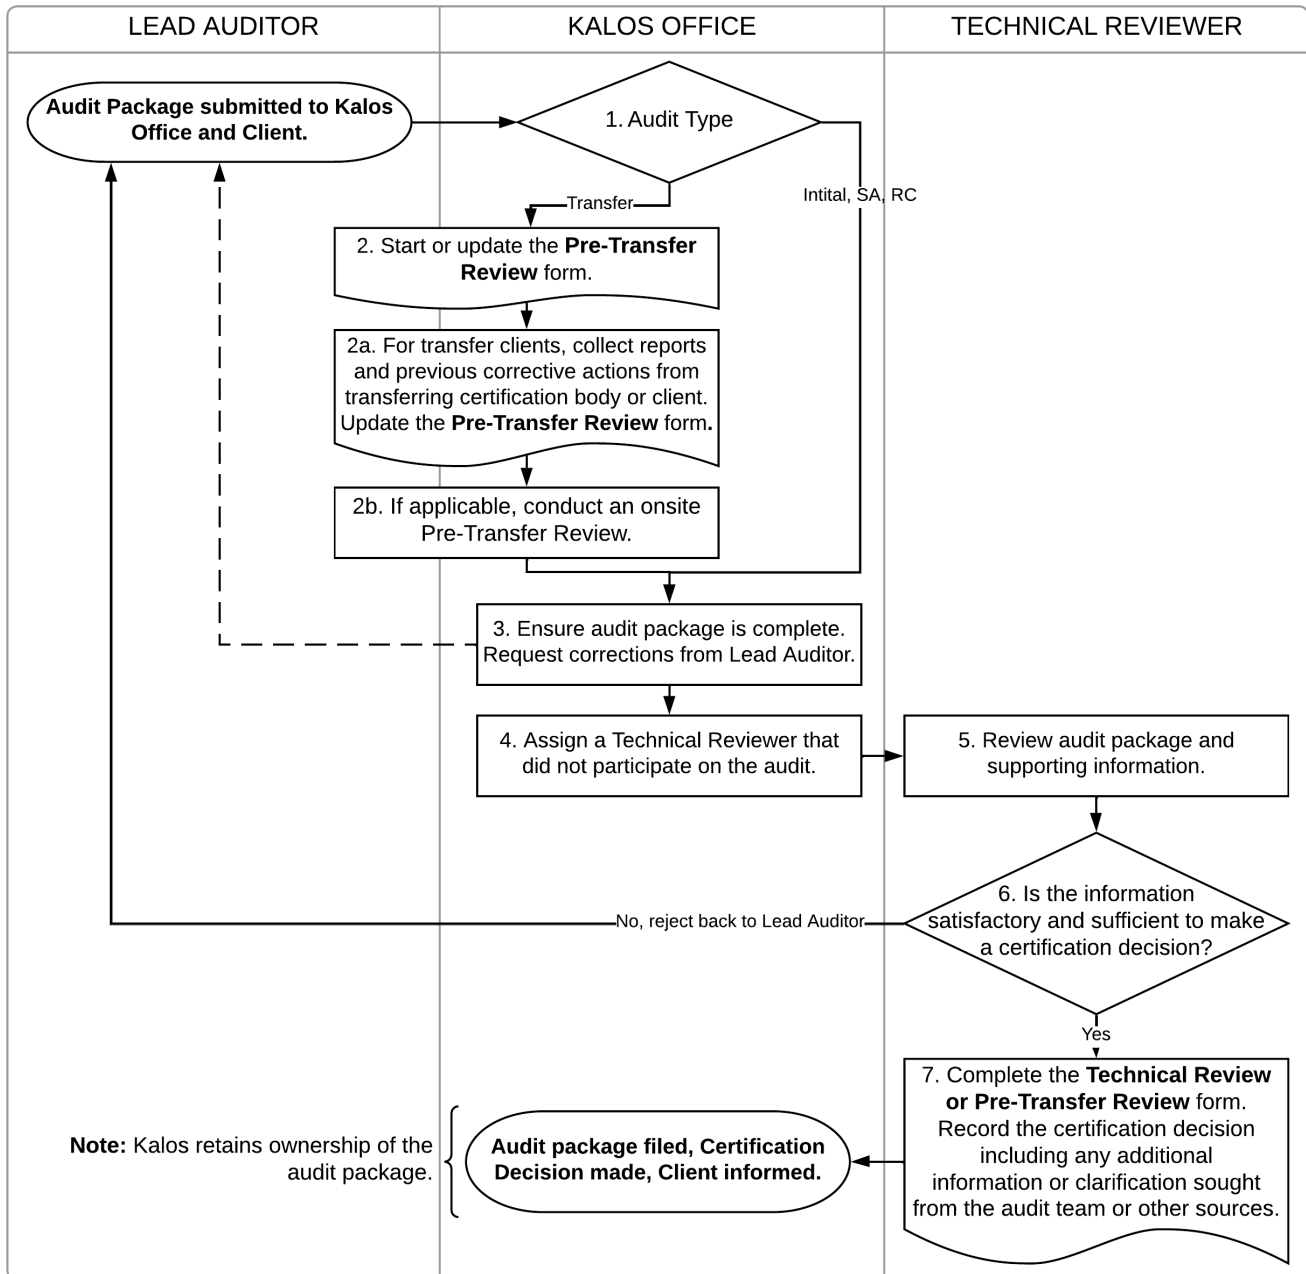 LEAD AUDITOR
KALOS OFFICE
TECHNICAL REVIEWER
Audit Package submitted to Kalos
Office and Client.
1. Audit Type
Intital, SA, RC
Transfer
2. Start or update the Pre-Transfer
Review form.
2a. For transfer clients, collect reports
and previous corrective actions from
transferring certification body or client.
Update the Pre-Transfer Review form.
2b. If applicable, conduct an onsite
Pre-Transfer Review.
3. Ensure audit package is complete.
Request corrections from Lead Auditor.
4. Assign a Technical Reviewer that
did not participate on the audit.
5. Review audit package and
supporting information.
6. Is the information
satisfactory and sufficient to make
a certification decision?
No, reject back to Lead Auditor
Yes
7. Complete the Technical Review
or Pre-Transfer Review form.
Record the certification decision
including any additional
information or clarification sought
from the audit team or other sources.
Audit package filed, Certification
Decision made, Client informed.
Note: Kalos retains ownership of the
audit package.